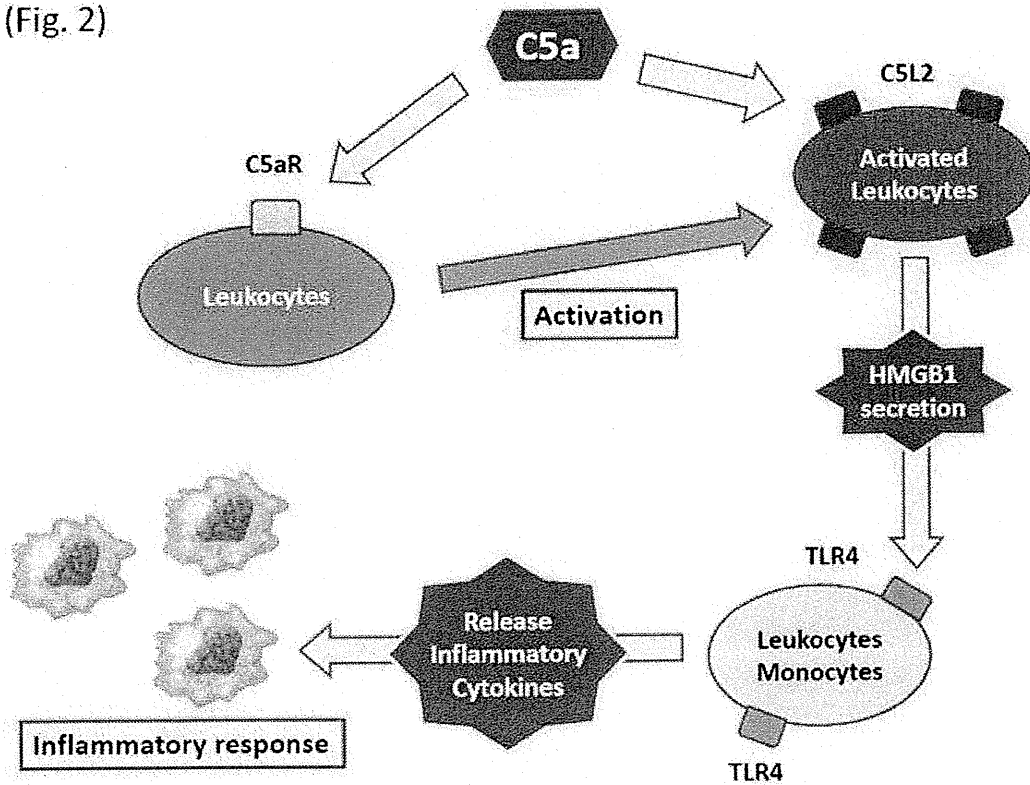 (Fig. 2)
C5a
C5L2
C5aR
Activated
Leukocytes
Leukocytes
Activation
HMGB1
secretion
TLR4
Release
Inflammatory
Cytokines
Leukocytes
Monocytes
Inflammatory response
TLR4